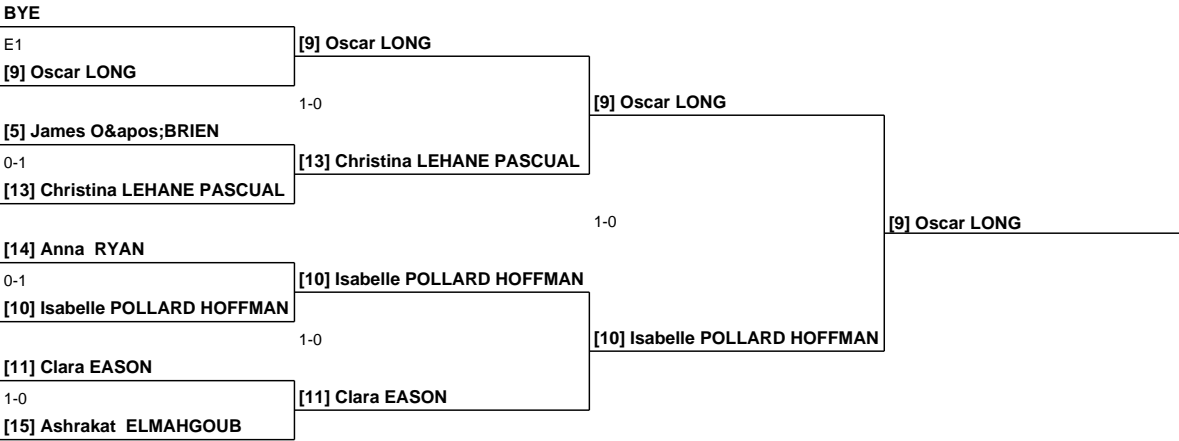 BYE
E1
[9] Oscar LONG
[9] Oscar LONG
1-0
[9] Oscar LONG
[5] James O&apos;BRIEN
0-1
[13] Christina LEHANE PASCUAL
[13] Christina LEHANE PASCUAL
1-0
[9] Oscar LONG
[14] Anna  RYAN
0-1
[10] Isabelle POLLARD HOFFMAN
[10] Isabelle POLLARD HOFFMAN
1-0
[10] Isabelle POLLARD HOFFMAN
[11] Clara EASON
1-0
[11] Clara EASON
[15] Ashrakat  ELMAHGOUB